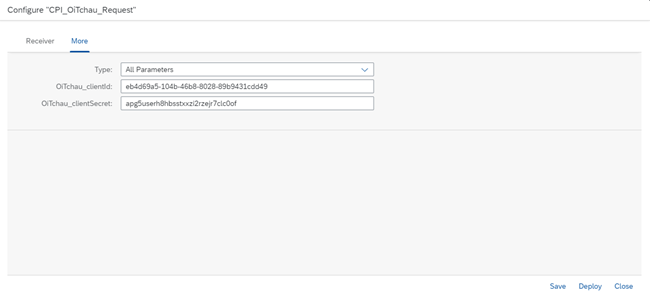 Configure "CPI_OiTchau_Request"
Receiver More
Type: All Parameters
OiTchau_clientId: eb4d69a5-104b-46b8-8028-89b9431cdd49
OiTchau_clientSecret: apg5userh8hbsstxxzi2rzejr7clc0of
Save Deploy Close